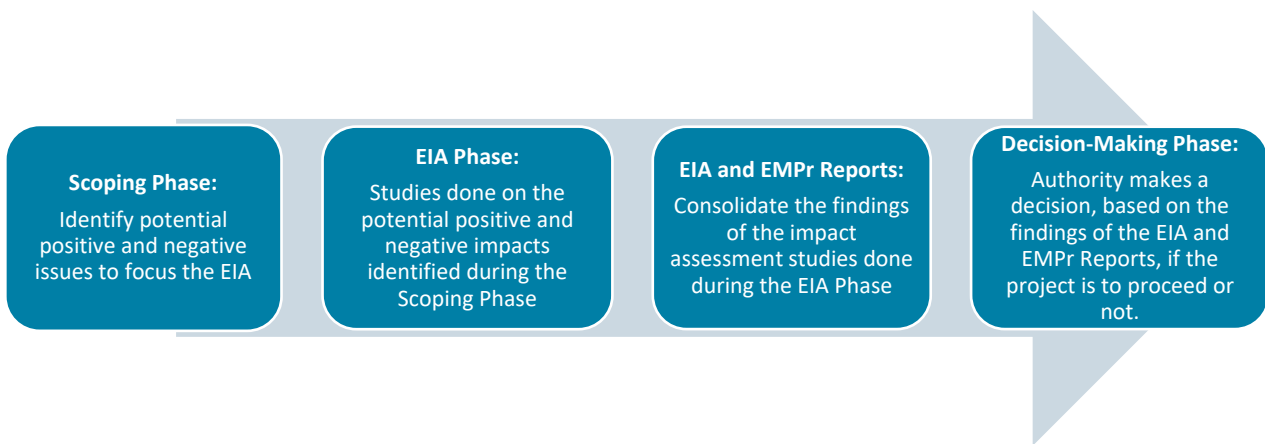 Scoping Phase:
Identify potential
positive and negative
issues to focus the EIA
EIA Phase:
Studies done on the
potential positive and
negative impacts
identified during the
Scoping Phase
EIA and EMPr Reports:
Consolidate the findings
of the impact
assessment studies done
during the EIA Phase
Decision-Making Phase:
Authority makes a
decision, based on the
findings of the EIA and
EMPr Reports, if the
project is to proceed or
not.